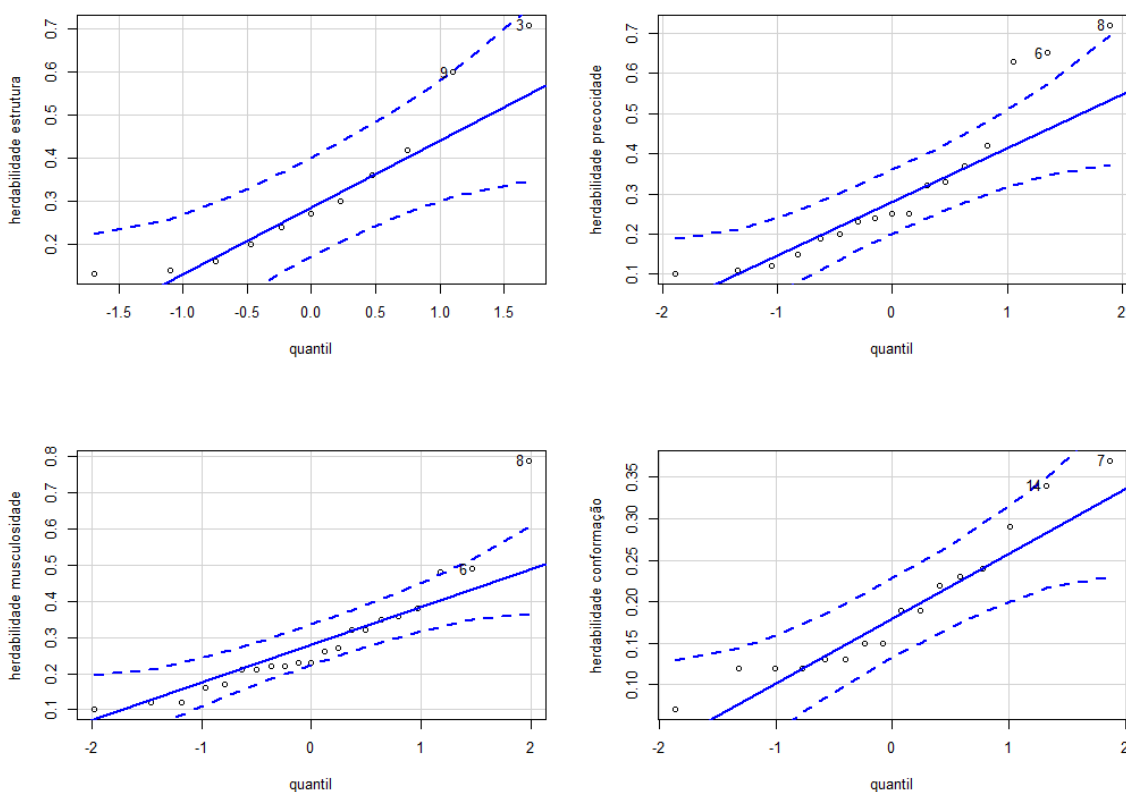 herdabilidade estrutura
0.2 0.3 0.4 0.5 0.6 0.7
3
9
-1.5 -1.0 -0.5 0.0 0.5 1.0 1.5
quantil
herdabilidade precocidade
0.1 0.2 0.3 0.4 0.5 0.6 0.7
8
6
-2 -1 0 1 2
quantil
herdabilidade musculosidade
0.1 0.2 0.3 0.4 0.5 0.6 0.7 0.8
8
6
-2 -1 0 1 2
quantil
herdabilidade conformação
0.10 0.15 0.20 0.25 0.30 0.35
7
14
-2 -1 0 1 2
quantil